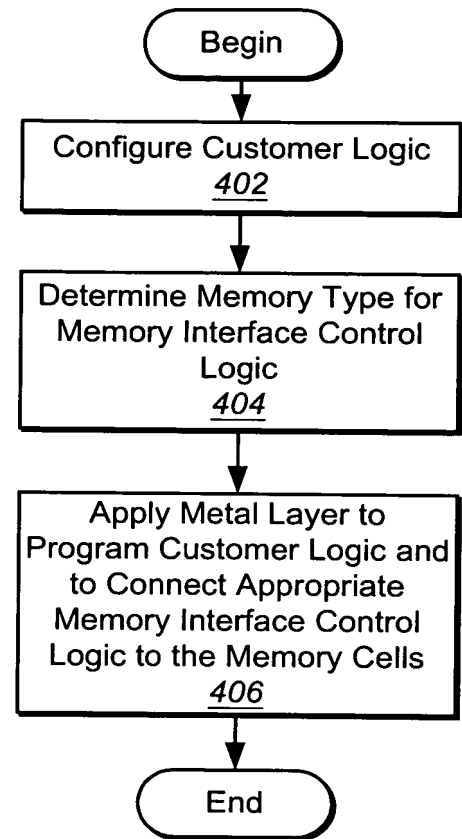 Begin
Configure Customer Logic
402
Determine Memory Type for
Memory Interface Control
Logic
404
Apply Metal Layer to
Program Customer Logic and
to Connect Appropriate
Memory Interface Control
Logic to the Memory Cells
406
End